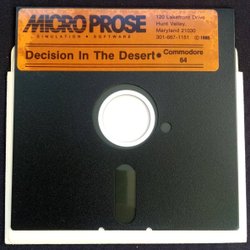 MICRO PROSE
SIMULATION • SOFTWARE
120 Lakefront Drive
Hunt Valley,
Maryland 21030
301-667-1151 © 1985
Decision In The Desert•
Commodore
64